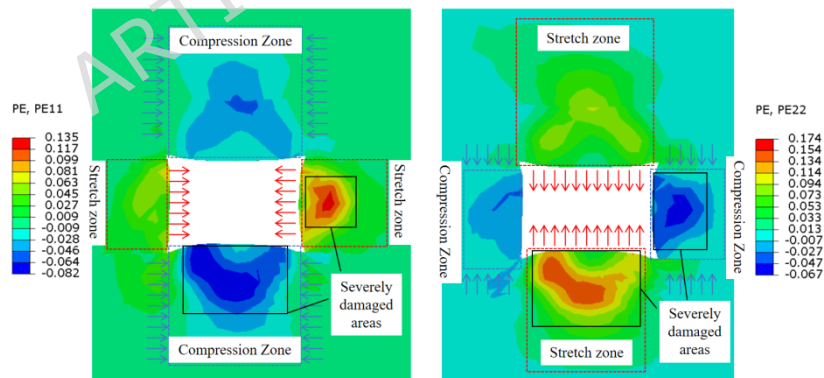 ARTI
Compression Zone
PE, PE11
0.135
0.117
0.099
0.081
0.063
0.045
0.027
0.009
-0.009
-0.028
-0.046
-0.064
-0.082
Stretch zone
Stretch zone
Severely
damaged
areas
Compression Zone
Stretch zone
PE, PE22
0.174
0.154
0.134
0.114
0.094
0.073
0.053
0.033
0.013
-0.007
-0.027
-0.047
-0.067
Compression Zone
Compression Zone
Severely
damaged
areas
Stretch zone